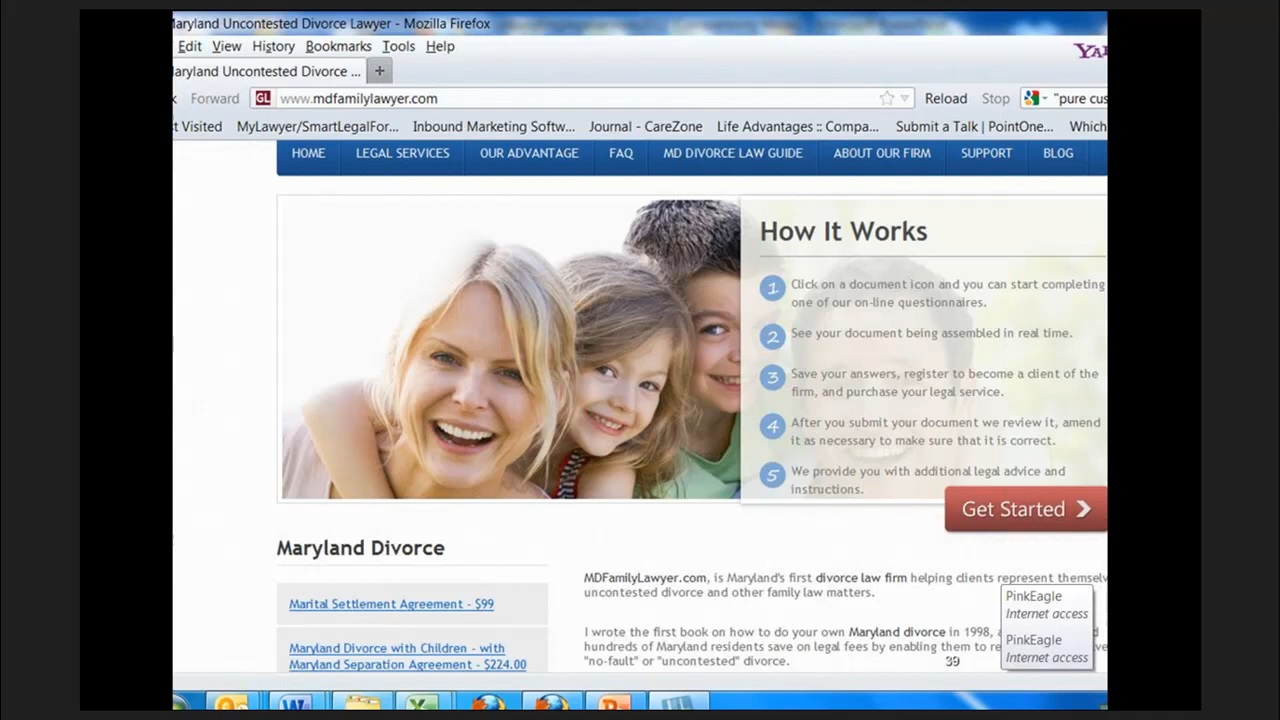 Maryland Uncontested Divorce Lawyer - Mozilla Firefox
Edit View History Bookmarks Tools Help
Maryland Uncontested Divorce ... +
Forward GL www.mdfamilylawyer.com Reload Stop "pure cus
st Visited MyLawyer/SmartLegalFor... Inbound Marketing Softw... Journal - CareZone Life Advantages :: Compa... Submit a Talk | PointOne... Which
HOME LEGAL SERVICES OUR ADVANTAGE FAQ MD DIVORCE LAW GUIDE ABOUT OUR FIRM SUPPORT BLOG
How It Works
1 Click on a document icon and you can start completing
one of our on-line questionnaires.
2 See your document being assembled in real time.
3 Save your answers, register to become a client of the
firm, and purchase your legal service.
4 After you submit your document we review it, amend
it as necessary to make sure that it is correct.
5 We provide you with additional legal advice and
instructions.
Get Started
Maryland Divorce
Marital Settlement Agreement - $99
Maryland Divorce with Children - with
Maryland Separation Agreement - $224.00
MDFamilyLawyer.com, is Maryland's first divorce law firm helping clients represent themselv
uncontested divorce and other family law matters.
I wrote the first book on how to do your own Maryland divorce in 1998,
hundreds of Maryland residents save on legal fees by enabling them to
"no-fault" or "uncontested" divorce.
39
PinkEagle
Internet access
PinkEagle
Internet access